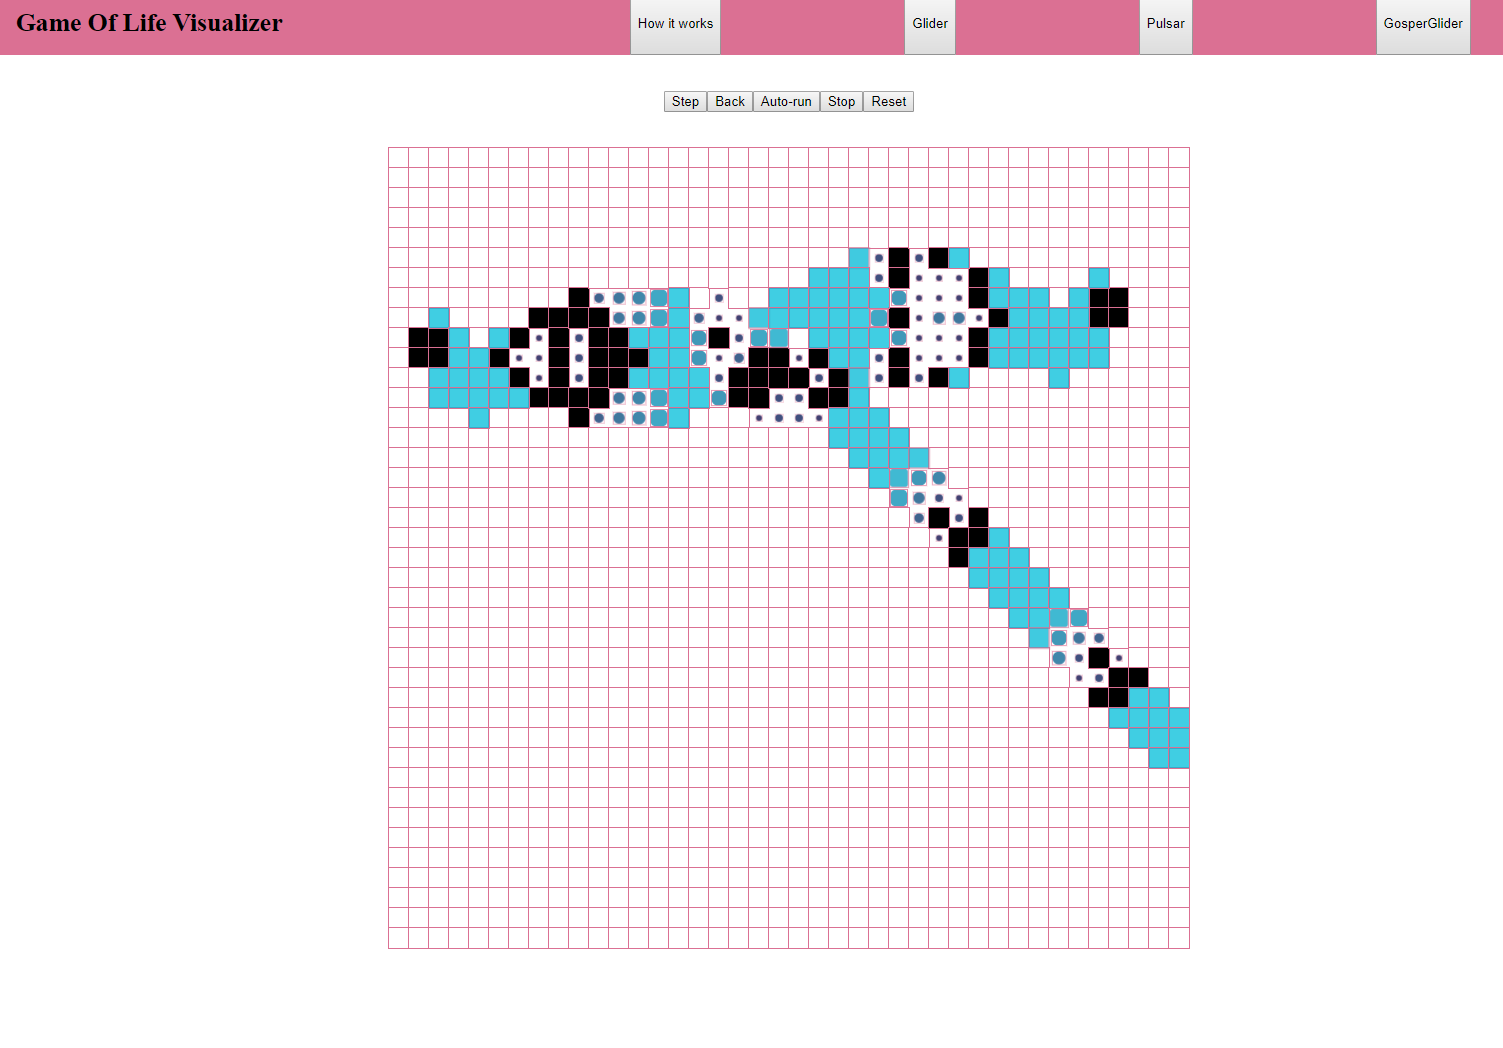 Game Of Life Visualizer How it works Glider Pulsar GosperGlider
Step Back Auto-run Stop Reset